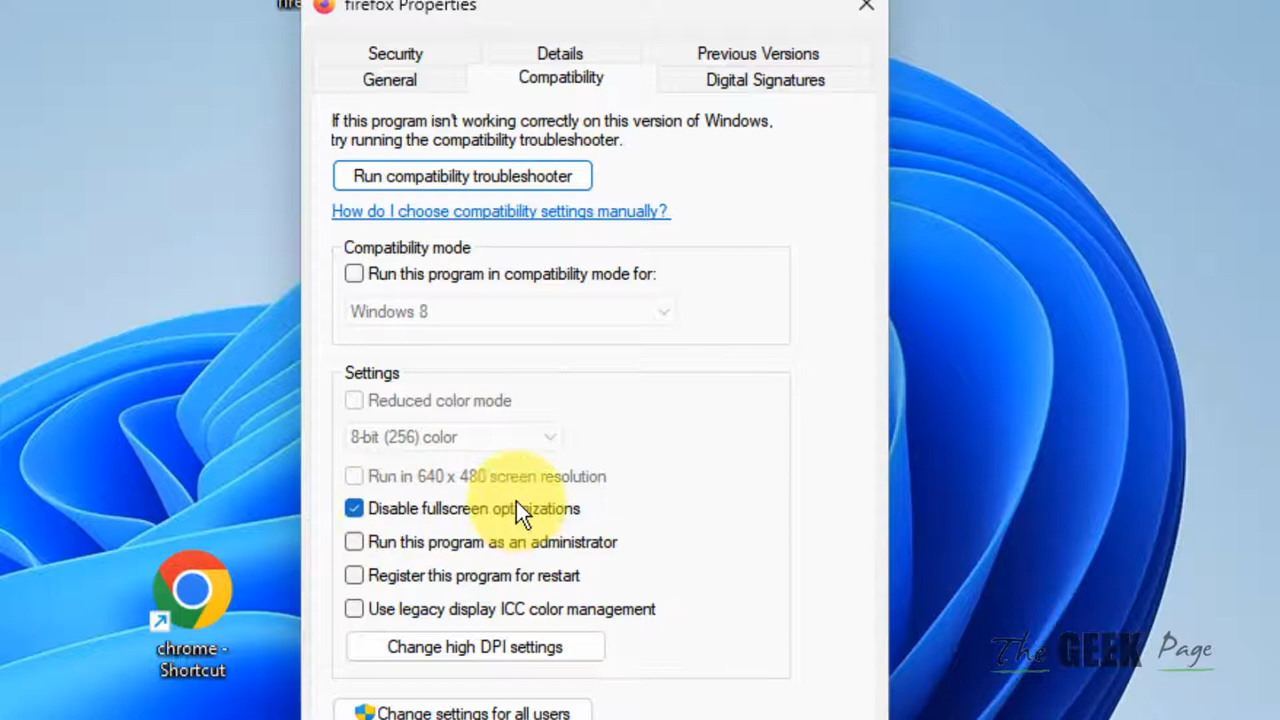 firefox Properties
Security
Details
Previous Versions
General
Compatibility
Digital Signatures
If this program isn't working correctly on this version of Windows,
try running the compatibility troubleshooter.
Run compatibility troubleshooter
How do I choose compatibility settings manually?
Compatibility mode
Run this program in compatibility mode for:
Windows 8
Settings
Reduced color mode
8-bit (256) color
Run in 640 x 480 screen resolution
Disable fullscreen optimizations
Run this program as an administrator
Register this program for restart
Use legacy display ICC color management
Change high DPI settings
Change settings for all users
chrome -
Shortcut
The GEEK Page